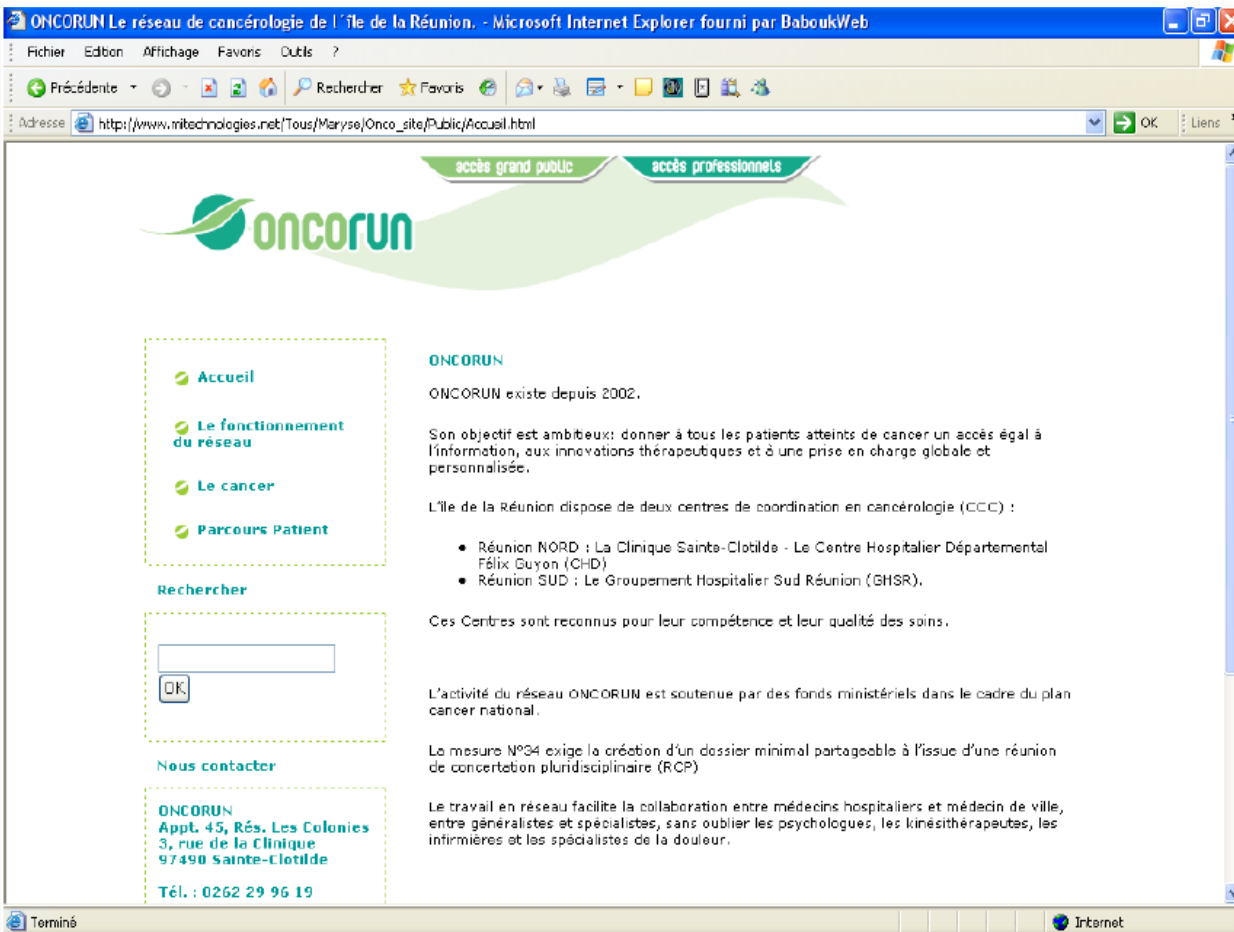 ONCORUN Le réseau de cancérologie de l´île de la Réunion. - Microsoft Internet Explorer fourni par BaboukWeb
Fichier Edition Affichage Favoris Outils ?
Précédente Rechercher Favoris
Adresse http://www.mitechnologies.net/Tous/Maryse/Onco_site/Public/Accueil.html OK Liens
accès grand public accès professionnels
oncorun
Accueil
Le fonctionnement
du réseau
Le cancer
Parcours Patient
Rechercher
OK
Nous contacter
ONCORUN
Appt. 45, Rés. Les Colonies
3, rue de la Clinique
97490 Sainte-Clotilde
Tél. : 0262 29 96 19
ONCORUN
ONCORUN existe depuis 2002.
Son objectif est ambitieux: donner à tous les patients atteints de cancer un accès égal à
l'information, aux innovations thérapeutiques et à une prise en charge globale et
personnalisée.
L'île de la Réunion dispose de deux centres de coordination en cancérologie (CCC) :
• Réunion NORD : La Clinique Sainte-Clotilde - Le Centre Hospitalier Départemental
Félix Guyon (CHD)
• Réunion SUD : Le Groupement Hospitalier Sud Réunion (GHSR).
Ces Centres sont reconnus pour leur compétence et leur qualité des soins.
L'activité du réseau ONCORUN est soutenue par des fonds ministériels dans le cadre du plan
cancer national.
La mesure N°34 exige la création d'un dossier minimal partageable à l'issue d'une réunion
de concertation pluridisciplinaire (RCP)
Le travail en réseau facilite la collaboration entre médecins hospitaliers et médecin de ville,
entre généralistes et spécialistes, sans oublier les psychologues, les kinésithérapeutes, les
infirmières et les spécialistes de la douleur.
Terminé Internet